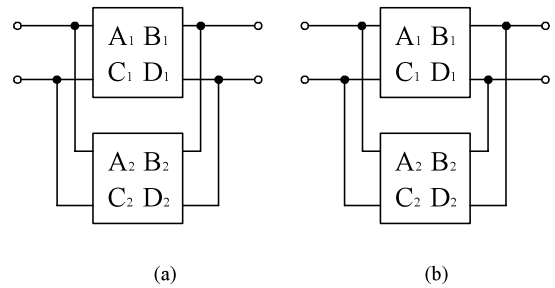 A₁ B₁ A₁ B₁
C₁ D₁ C₁ D₁
A₂ B₂ A₂ B₂
C₂ D₂ C₂ D₂
(a) (b)